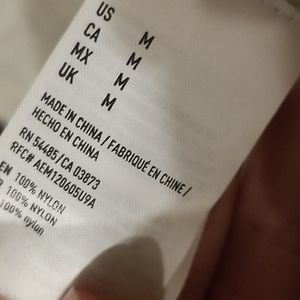 US M
CA M
MX M
UK M
MADE IN CHINA / FABRIQUÉ EN CHINE /
HECHO EN CHINA
RN 54485 / CA 03873
RFC# AEM120605U9A
EN 100% NYLON
100% NYLON
100% nylon